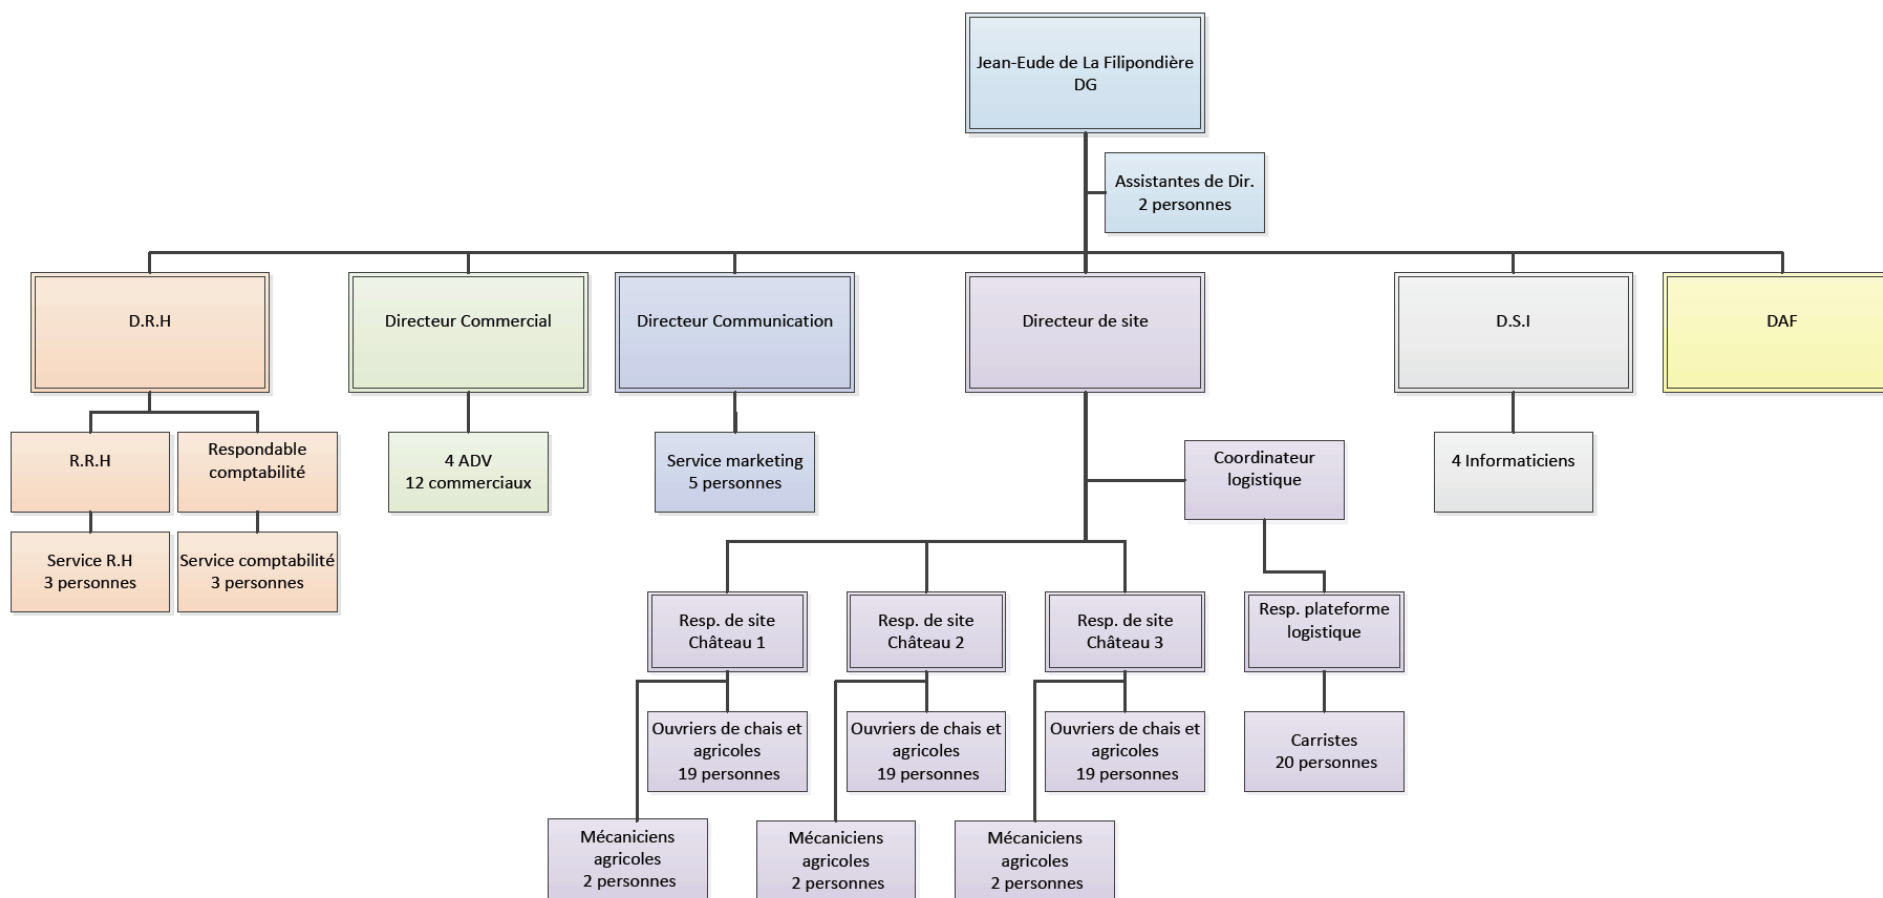 Jean-Eude de La Filipondière
DG
Assistantes de Dir.
2 personnes
D.R.H
Directeur Commercial
Directeur Communication
Directeur de site
D.S.I
DAF
R.R.H
Respondable
comptabilité
4 ADV
12 commerciaux
Service marketing
5 personnes
Coordinateur
logistique
4 Informaticiens
Service R.H
3 personnes
Service comptabilité
3 personnes
Resp. de site
Château 1
Resp. de site
Château 2
Resp. de site
Château 3
Resp. plateforme
logistique
Ouvriers de chais et
agricoles
19 personnes
Ouvriers de chais et
agricoles
19 personnes
Ouvriers de chais et
agricoles
19 personnes
Carristes
20 personnes
Mécaniciens
agricoles
2 personnes
Mécaniciens
agricoles
2 personnes
Mécaniciens
agricoles
2 personnes